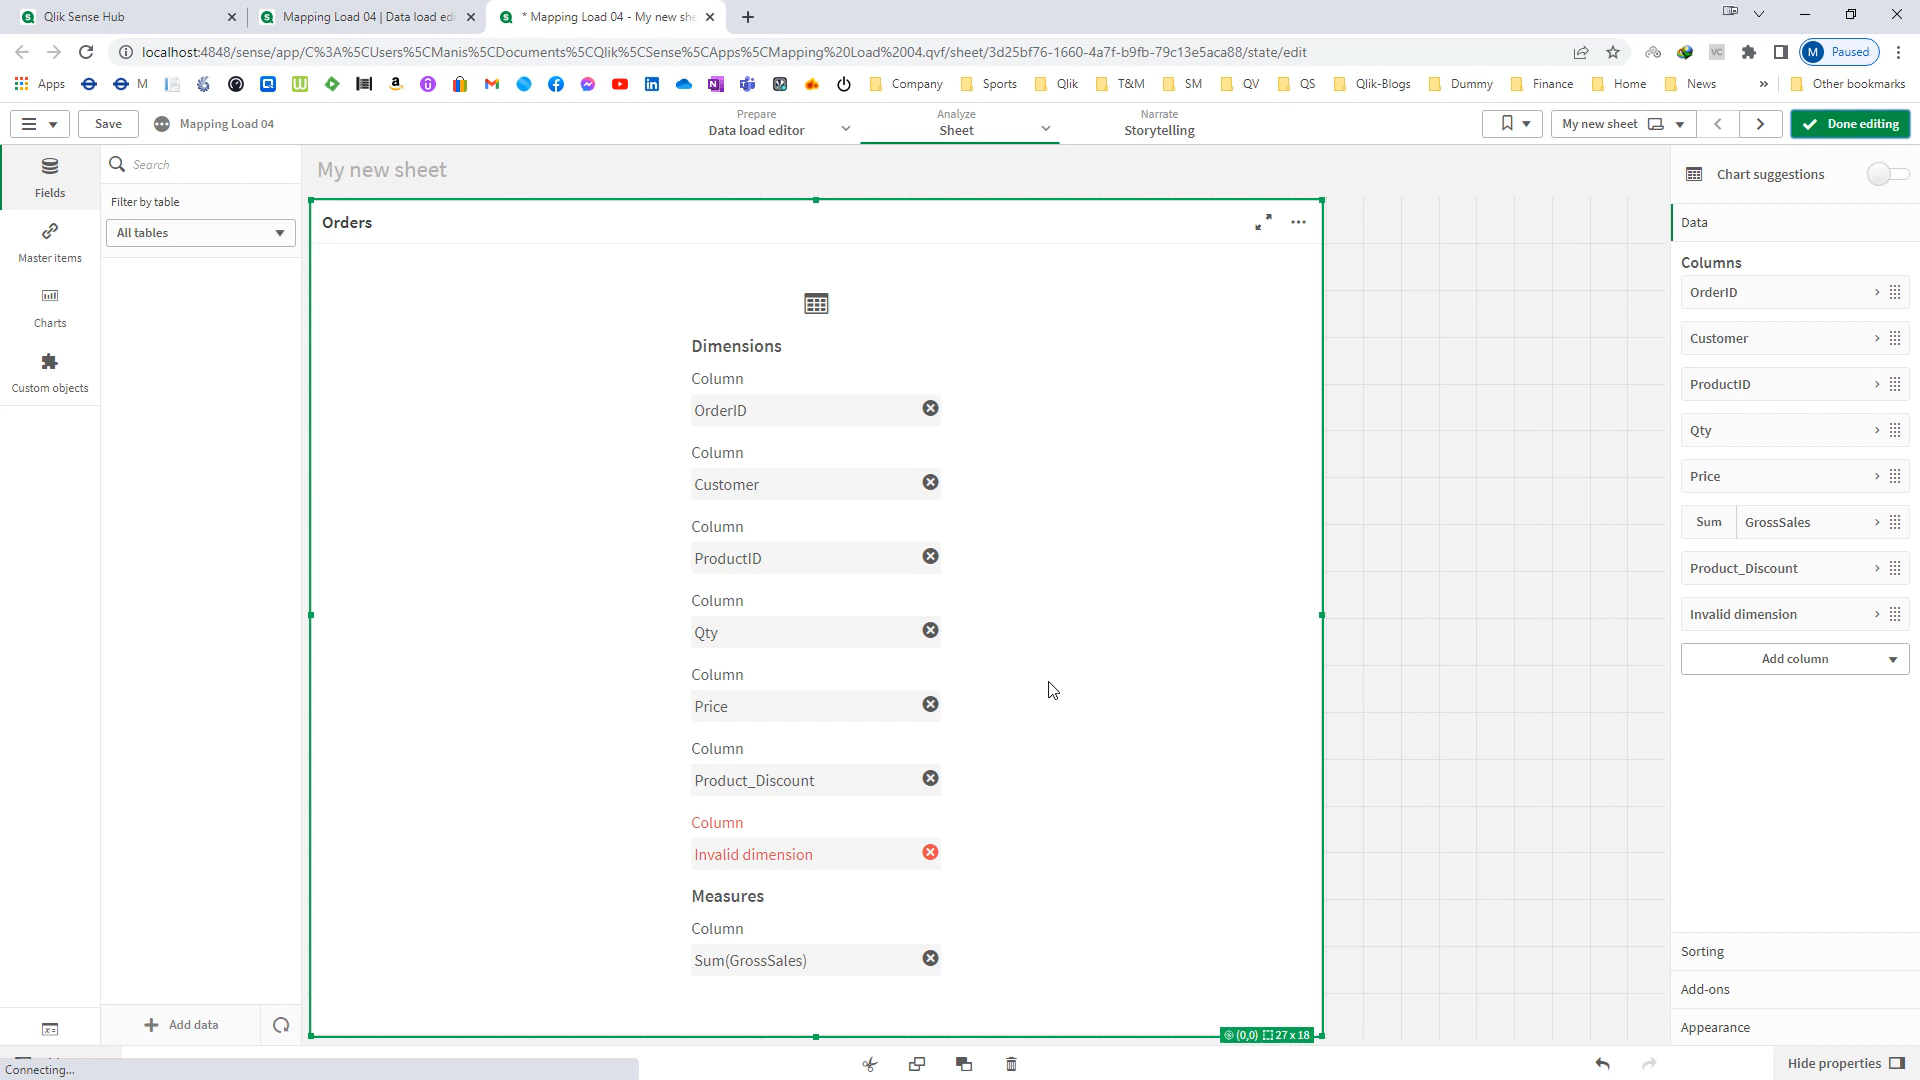 Qlik Sense Hub
Mapping Load 04 | Data load edi
* Mapping Load 04 - My new she
localhost:4848/sense/app/C%3A%5CUsers%5CManis%5CDocuments%5CQlik%5CSense%5CApps%5CMapping%20Load%2004.qvf/sheet/3d25bf76-1660-4a7f-b9fb-79c13e5aca88/state/edit
M Paused
Apps
M
Company
Sports
Qlik
T&M
SM
QV
QS
Qlik-Blogs
Dummy
Finance
Home
News
»
Other bookmarks
Save
Mapping Load 04
Prepare
Data load editor
Analyze
Sheet
Narrate
Storytelling
My new sheet
Done editing
Fields
Master items
Charts
Custom objects
Search
Filter by table
All tables
Add data
My new sheet
Orders
Dimensions
Column
OrderID
Column
Customer
Column
ProductID
Column
Qty
Column
Price
Column
Product_Discount
Column
Invalid dimension
Measures
Column
Sum(GrossSales)
(0,0) 27 x 18
Chart suggestions
Data
Columns
OrderID
Customer
ProductID
Qty
Price
Sum GrossSales
Product_Discount
Invalid dimension
Add column
Sorting
Add-ons
Appearance
Connecting...
Hide properties